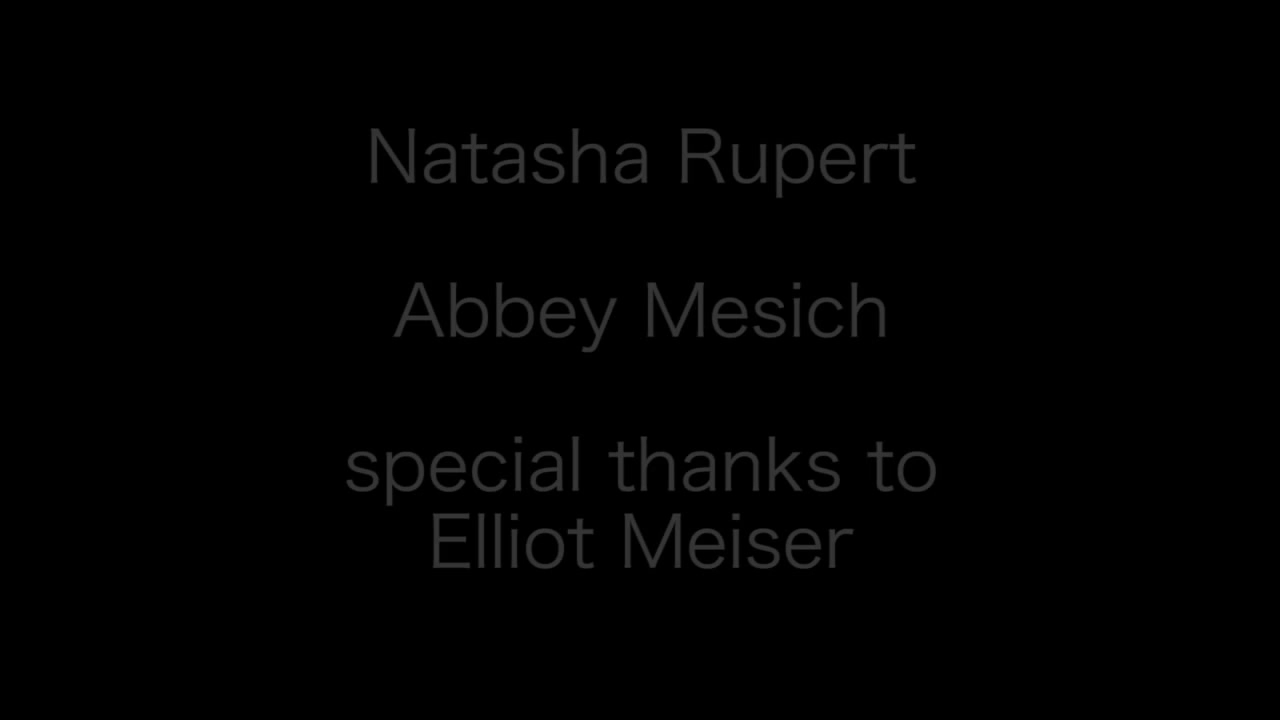 Natasha Rupert
Abbey Mesich
special thanks to
Elliot Meiser